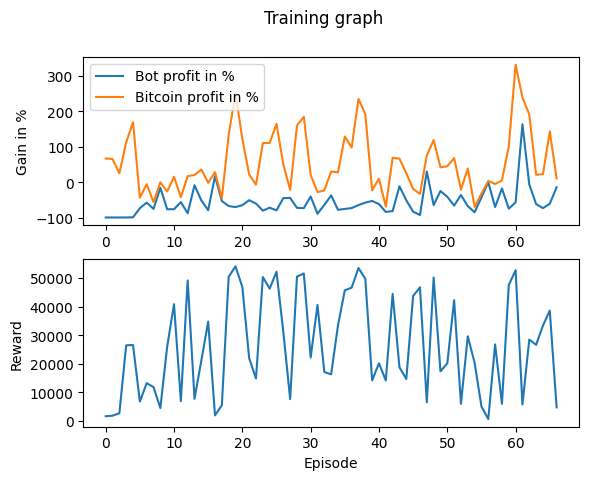 Training graph
Gain in %
300
200
100
0
−100
Bot profit in %
Bitcoin profit in %
0 10 20 30 40 50 60
Reward
50000
40000
30000
20000
10000
0
0 10 20 30 40 50 60
Episode